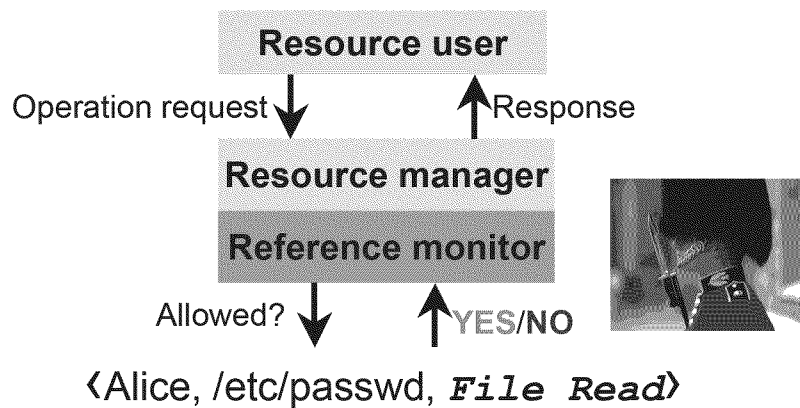 Resource user
Operation request
Response
Resource manager
Reference monitor
Allowed?
YES/NO
⟨Alice, /etc/passwd, File Read⟩